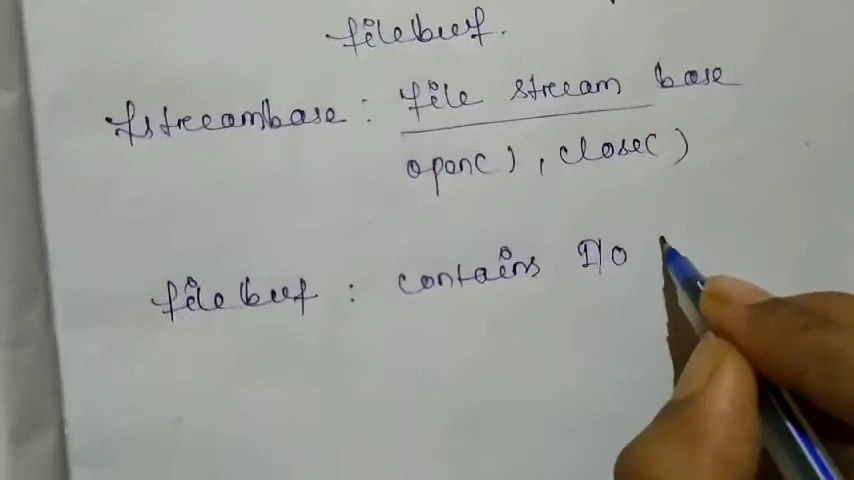 filebuf.
fstreambase : file stream base
open( ) , close( )
filebuf : contains I/O